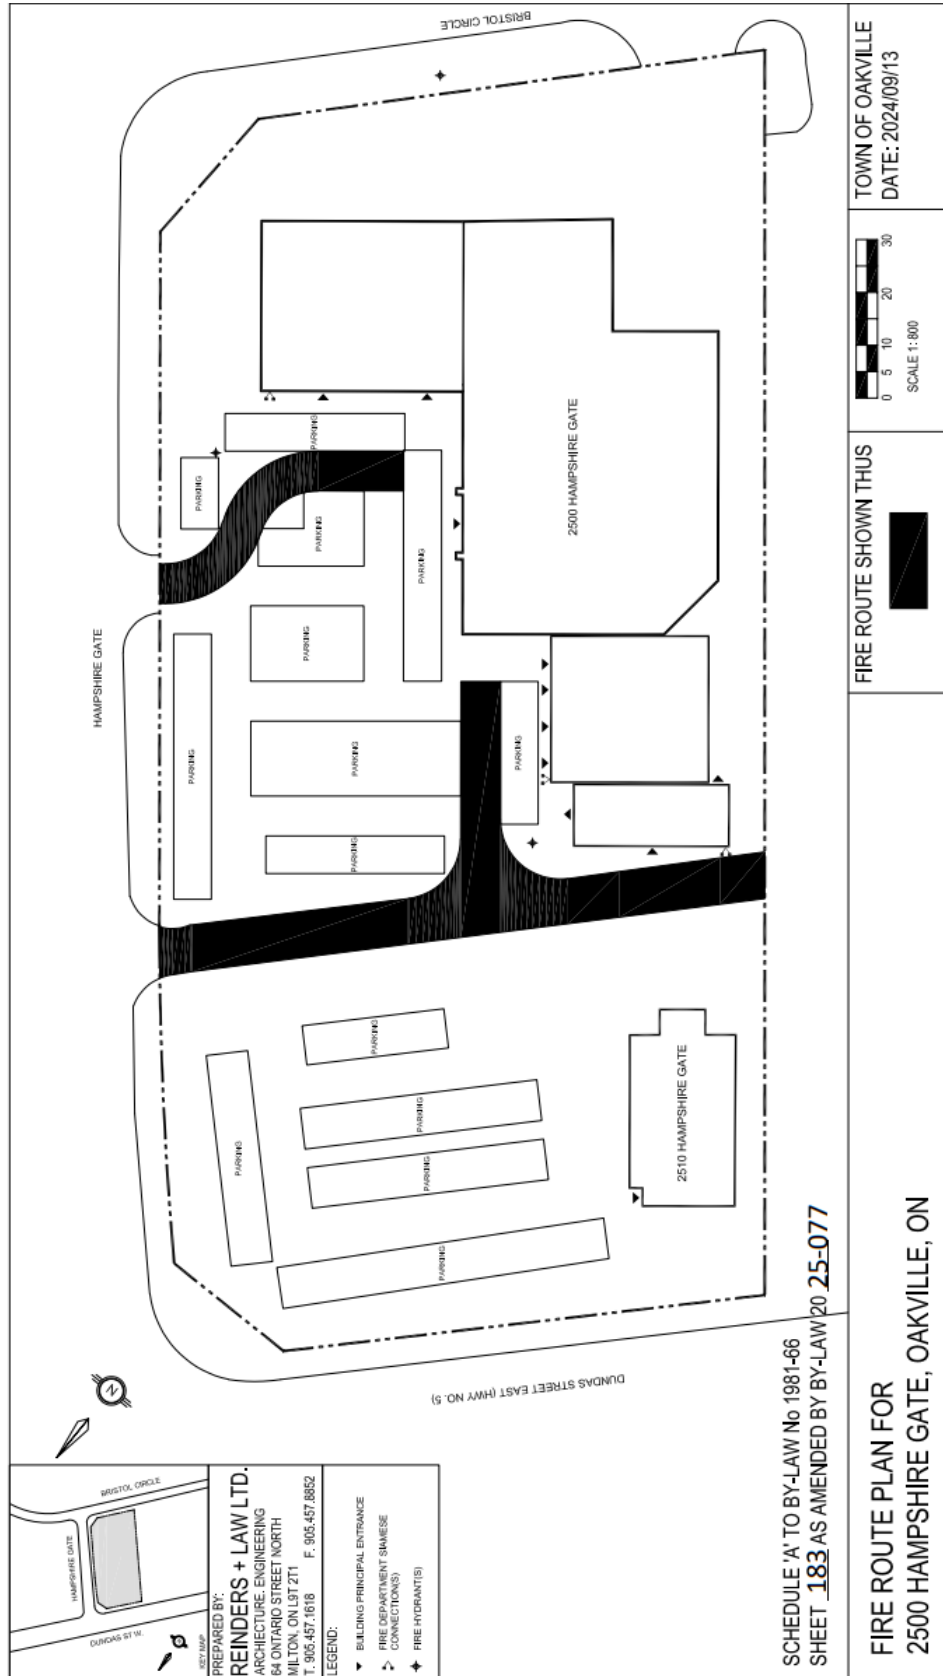 BRISTOL CIRCLE
HAMPSHIRE GATE
PARKING
PARKING
PARKING
PARKING
PARKING
PARKING
PARKING
PARKING
PARKING
2500 HAMPSHIRE GATE
PARKING
PARKING
PARKING
PARKING
PARKING
2510 HAMPSHIRE GATE
DUNDAS STREET EAST (HWY NO. 5)
BRISTOL CIRCLE
HAMPSHIRE GATE
DUNDAS ST W.
KEY MAP
N
PREPARED BY:
REINDERS + LAW LTD.
ARCHIECTURE. ENGINEERING
64 ONTARIO STREET NORTH
MILTON, ON L9T 2T1
T. 905.457.1618 F. 905.457.8852
LEGEND:
BUILDING PRINCIPAL ENTRANCE
FIRE DEPARTMENT SIAMESE
CONNECTION(S)
FIRE HYDRANT(S)
SCHEDULE 'A' TO BY-LAW No 1981-66
SHEET 183 AS AMENDED BY BY-LAW 20 25-077
FIRE ROUTE PLAN FOR
2500 HAMPSHIRE GATE, OAKVILLE, ON
FIRE ROUTE SHOWN THUS
0 5 10 20 30
SCALE 1: 800
TOWN OF OAKVILLE
DATE: 2024/09/13